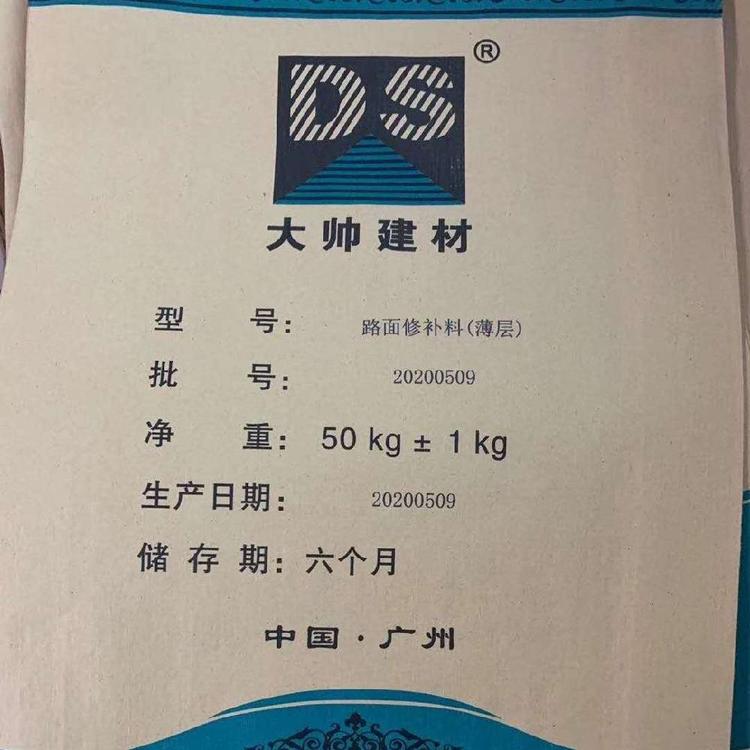 DS®
大帅建材
型 号: 路面修补料(薄层)
批 号: 20200509
净 重: 50 kg ± 1 kg
生产日期: 20200509
储 存 期: 六个月
中国·广州